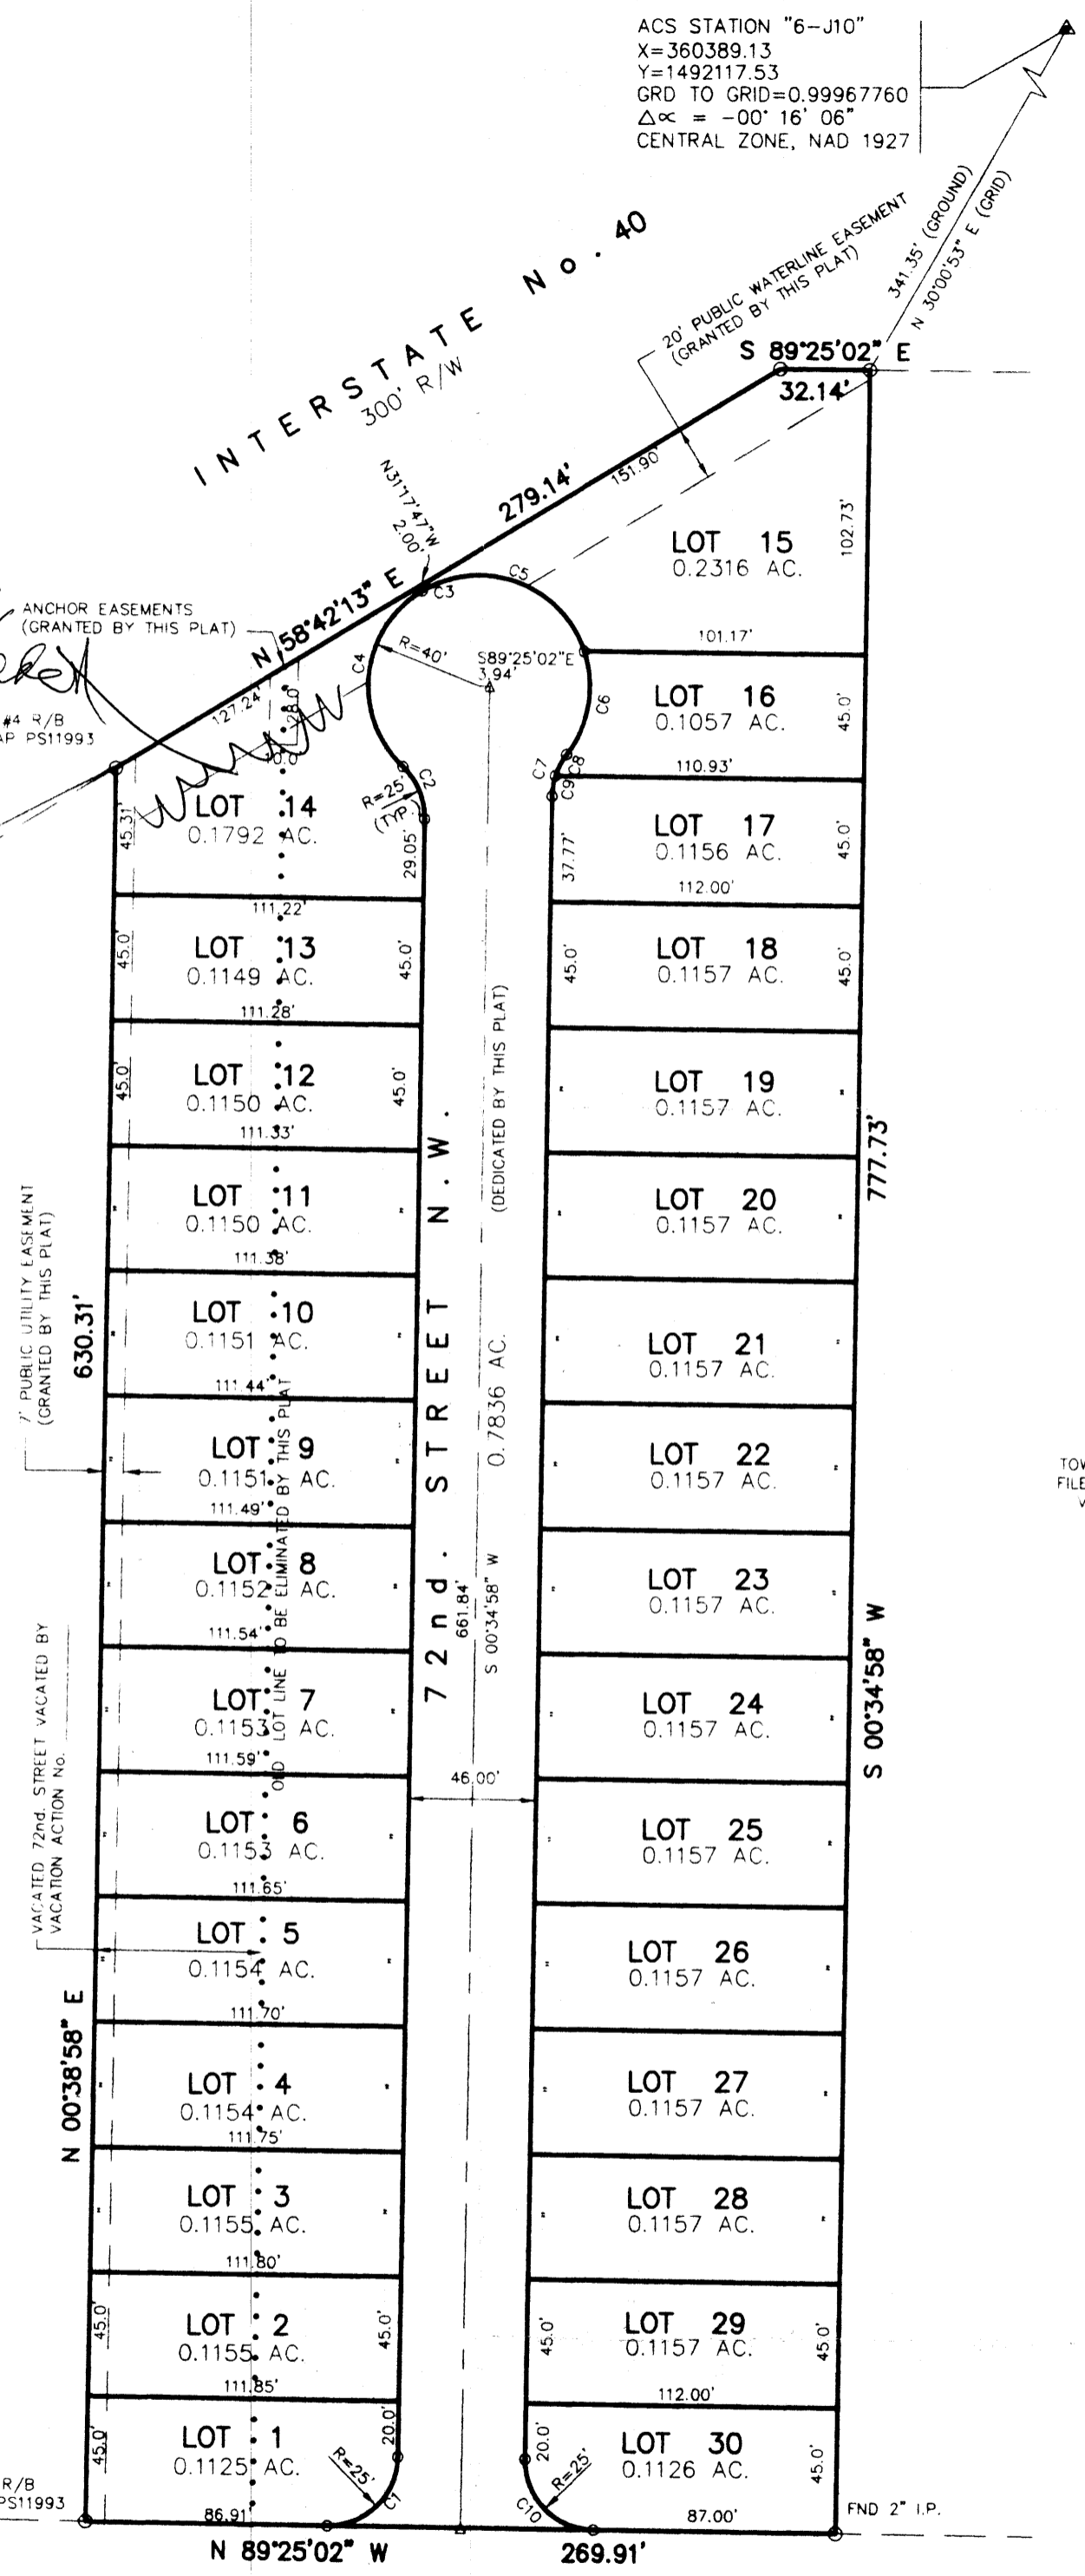 ACS STATION "6-J10"
X=360389.13
Y=1492117.53
GRD TO GRID=0.99967760
△∝ = -00° 16' 06"
CENTRAL ZONE, NAD 1927
341.35' (GROUND)
N 30°00'53" E (GRID)
INTERSTATE No. 40
300' R/W
20' PUBLIC WATERLINE EASEMENT
(GRANTED BY THIS PLAT)
S 89°25'02" E
32.14'
N31°17'47"W
2.00'
279.14'
151.90'
N 58°42'13" E
127.24'
ANCHOR EASEMENTS
(GRANTED BY THIS PLAT)
#4 R/B
PS11993
C3
C5
C4
R=40'
S89°25'02"E
3.94'
C6
C7
C8
C9
C2
R=25'
(TYP.)
28.0'
10.0'
LOT 15
0.2316 AC.
102.73'
101.17'
LOT 16
0.1057 AC.
45.0'
110.93'
LOT 14
0.1792 AC.
45.31'
29.05'
111.22'
LOT 17
0.1156 AC.
37.77'
45.0'
112.00'
LOT 13
0.1149 AC.
45.0'
45.0'
111.28'
LOT 18
0.1157 AC.
45.0'
45.0'
LOT 12
0.1150 AC.
45.0'
45.0'
111.33'
LOT 19
0.1157 AC.
" "
LOT 11
0.1150 AC.
" "
111.38'
LOT 20
0.1157 AC.
" "
LOT 10
0.1151 AC.
" "
111.44'
LOT 21
0.1157 AC.
" "
LOT 9
0.1151 AC.
" "
111.49'
LOT 22
0.1157 AC.
" "
LOT 8
0.1152 AC.
" "
111.54'
LOT 23
0.1157 AC.
" "
LOT 7
0.1153 AC.
" "
111.59'
LOT 24
0.1157 AC.
" "
LOT 6
0.1153 AC.
" "
111.65'
LOT 25
0.1157 AC.
" "
LOT 5
0.1154 AC.
" "
111.70'
LOT 26
0.1157 AC.
" "
LOT 4
0.1154 AC.
" "
111.75'
LOT 27
0.1157 AC.
" "
LOT 3
0.1155 AC.
" "
111.80'
LOT 28
0.1157 AC.
" "
LOT 2
0.1155 AC.
45.0'
45.0'
111.85'
LOT 29
0.1157 AC.
45.0'
45.0'
112.00'
LOT 1
0.1125 AC.
45.0'
20.0'
R=25'
C1
86.91'
LOT 30
0.1126 AC.
20.0'
45.0'
R=25'
C10
87.00'
72nd. STREET N.W.
(DEDICATED BY THIS PLAT)
0.7836 AC.
661.84'
S 00°34'58" W
46.00'
OLD LOT LINE TO BE ELIMINATED BY THIS PLAT
7' PUBLIC UTILITY EASEMENT
(GRANTED BY THIS PLAT)
630.31'
N 00°38'58" E
VACATED 72nd. STREET VACATED BY
VACATION ACTION No.
777.73'
S 00°34'58" W
FND 2" I.P.
R/B
PS11993
N 89°25'02" W
269.91'